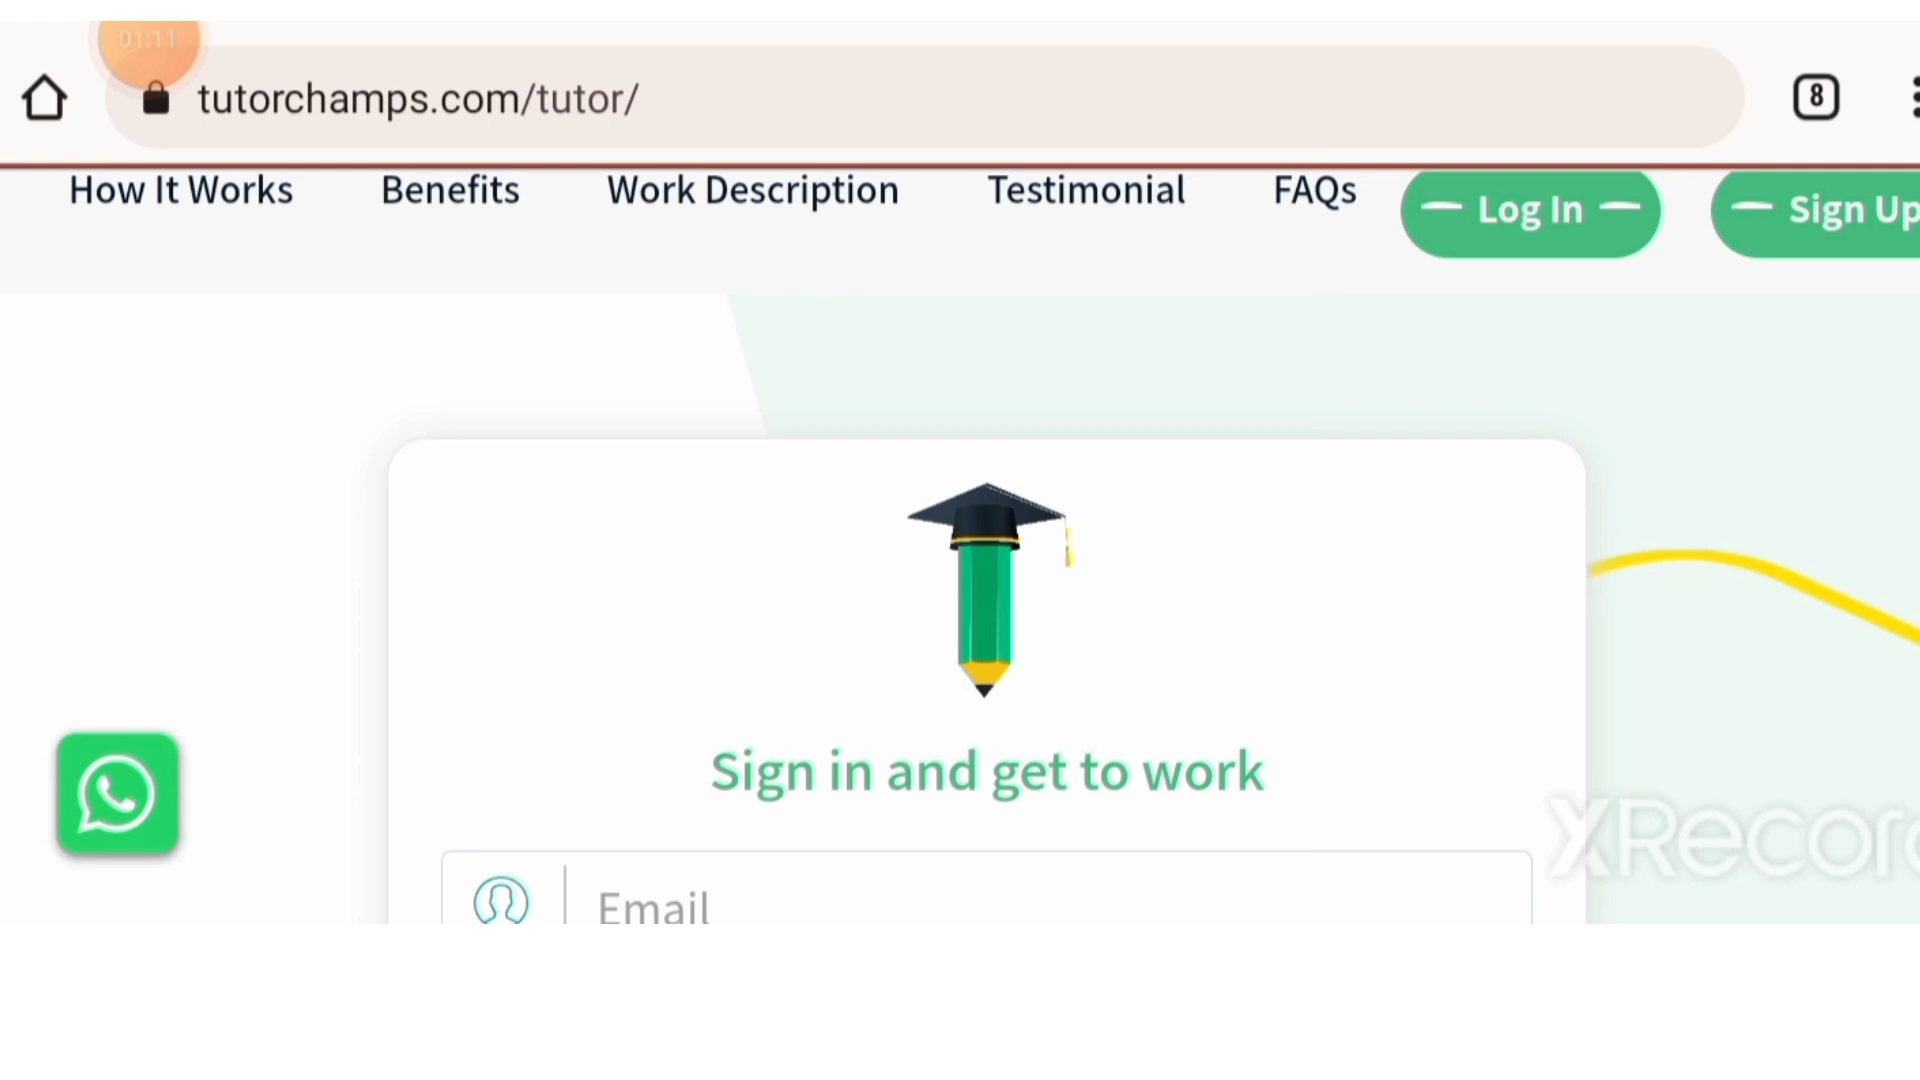 01:11
tutorchamps.com/tutor/
8
How It Works
Benefits
Work Description
Testimonial
FAQs
Log In
Sign Up
Sign in and get to work
Email
XRecor